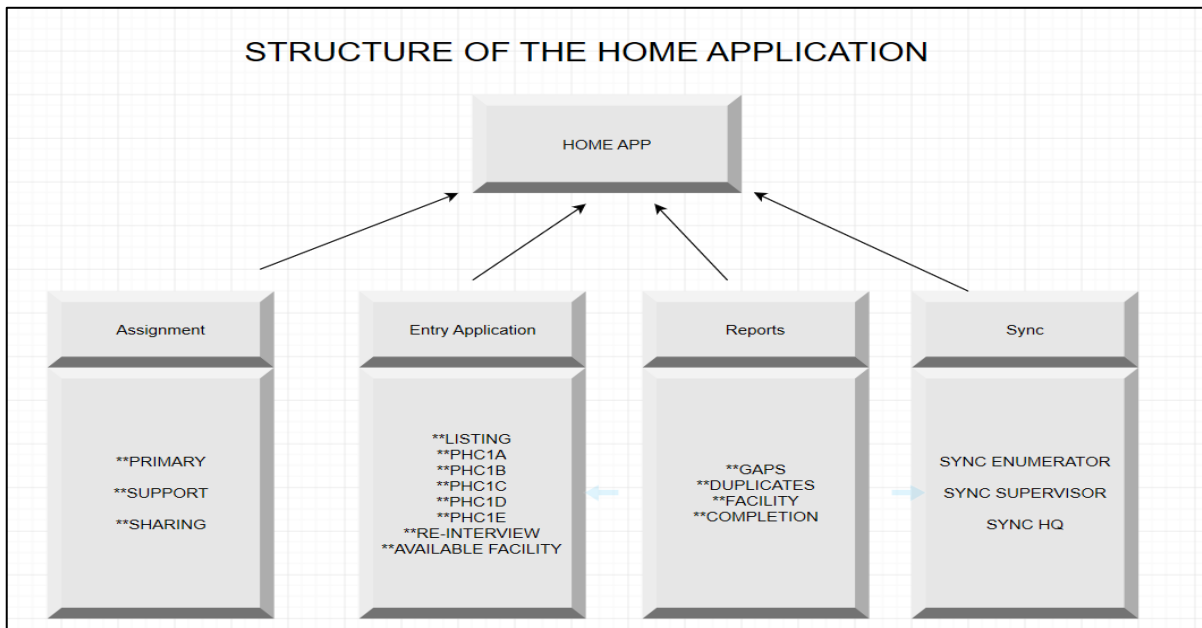 STRUCTURE OF THE HOME APPLICATION
HOME APP
Assignment
**PRIMARY
**SUPPORT
**SHARING
Entry Application
**LISTING
**PHC1A
**PHC1B
**PHC1C
**PHC1D
**PHC1E
**RE-INTERVIEW
**AVAILABLE FACILITY
Reports
**GAPS
**DUPLICATES
**FACILITY
**COMPLETION
Sync
SYNC ENUMERATOR
SYNC SUPERVISOR
SYNC HQ